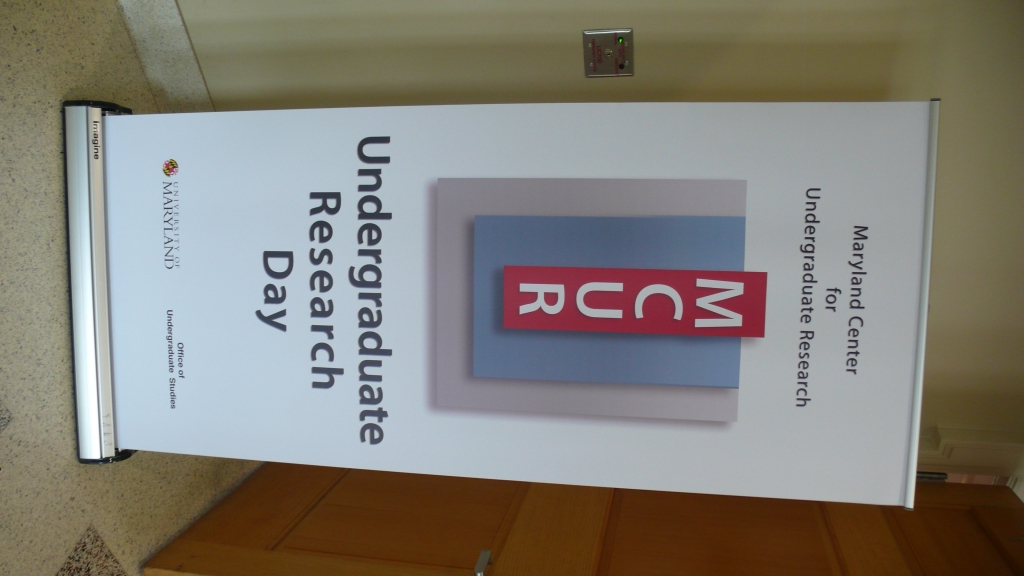 Maryland Center
for
Undergraduate Research
M
C
U
R
Undergraduate
Research
Day
UNIVERSITY OF
MARYLAND
Office of
Undergraduate Studies
Imagine